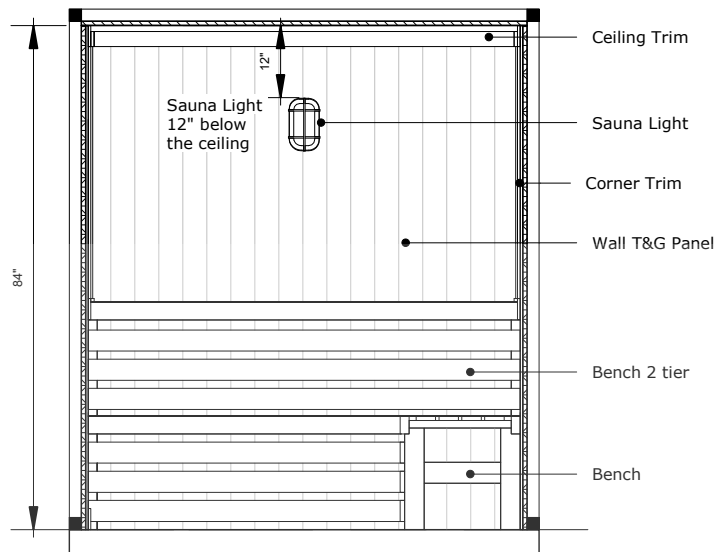 Ceiling Trim
12"
Sauna Light
12" below
the ceiling
Sauna Light
Corner Trim
Wall T&G Panel
84"
Bench 2 tier
Bench